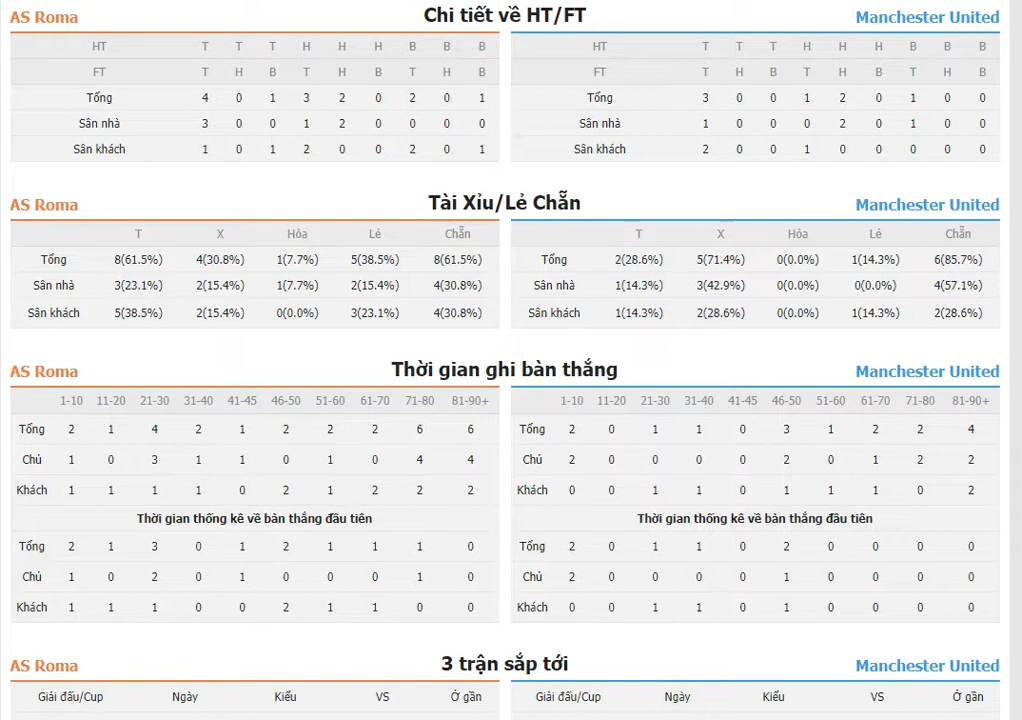 AS Roma Chi tiết về HT/FT Manchester United
HT T T T H H H B B B HT T T T H H H B B B
FT T H B T H B T H B FT T H B T H B T H B
Tổng 4 0 1 3 2 0 2 0 1 Tổng 3 0 0 1 2 0 1 0 0
Sân nhà 3 0 0 1 2 0 0 0 0 Sân nhà 1 0 0 0 2 0 1 0 0
Sân khách 1 0 1 2 0 0 2 0 1 Sân khách 2 0 0 1 0 0 0 0 0
AS Roma Tài Xỉu/Lẻ Chẵn Manchester United
T X Hòa Lẻ Chẵn T X Hòa Lẻ Chẵn
Tổng 8(61.5%) 4(30.8%) 1(7.7%) 5(38.5%) 8(61.5%) Tổng 2(28.6%) 5(71.4%) 0(0.0%) 1(14.3%) 6(85.7%)
Sân nhà 3(23.1%) 2(15.4%) 1(7.7%) 2(15.4%) 4(30.8%) Sân nhà 1(14.3%) 3(42.9%) 0(0.0%) 0(0.0%) 4(57.1%)
Sân khách 5(38.5%) 2(15.4%) 0(0.0%) 3(23.1%) 4(30.8%) Sân khách 1(14.3%) 2(28.6%) 0(0.0%) 1(14.3%) 2(28.6%)
AS Roma Thời gian ghi bàn thắng Manchester United
1-10 11-20 21-30 31-40 41-45 46-50 51-60 61-70 71-80 81-90+ 1-10 11-20 21-30 31-40 41-45 46-50 51-60 61-70 71-80 81-90+
Tổng 2 1 4 2 1 2 2 2 6 6 Tổng 2 0 1 1 0 3 1 2 2 4
Chủ 1 0 3 1 1 0 1 0 4 4 Chủ 2 0 0 0 0 2 0 1 2 2
Khách 1 1 1 1 0 2 1 2 2 2 Khách 0 0 1 1 0 1 1 1 0 2
Thời gian thống kê về bàn thắng đầu tiên Thời gian thống kê về bàn thắng đầu tiên
Tổng 2 1 3 0 1 2 1 1 1 0 Tổng 2 0 1 1 0 2 0 0 0 0
Chủ 1 0 2 0 1 0 0 0 1 0 Chủ 2 0 0 0 0 1 0 0 0 0
Khách 1 1 1 0 0 2 1 1 0 0 Khách 0 0 1 1 0 1 0 0 0 0
AS Roma 3 trận sắp tới Manchester United
Giải đấu/Cup Ngày Kiểu VS Ở gần Giải đấu/Cup Ngày Kiểu VS Ở gần